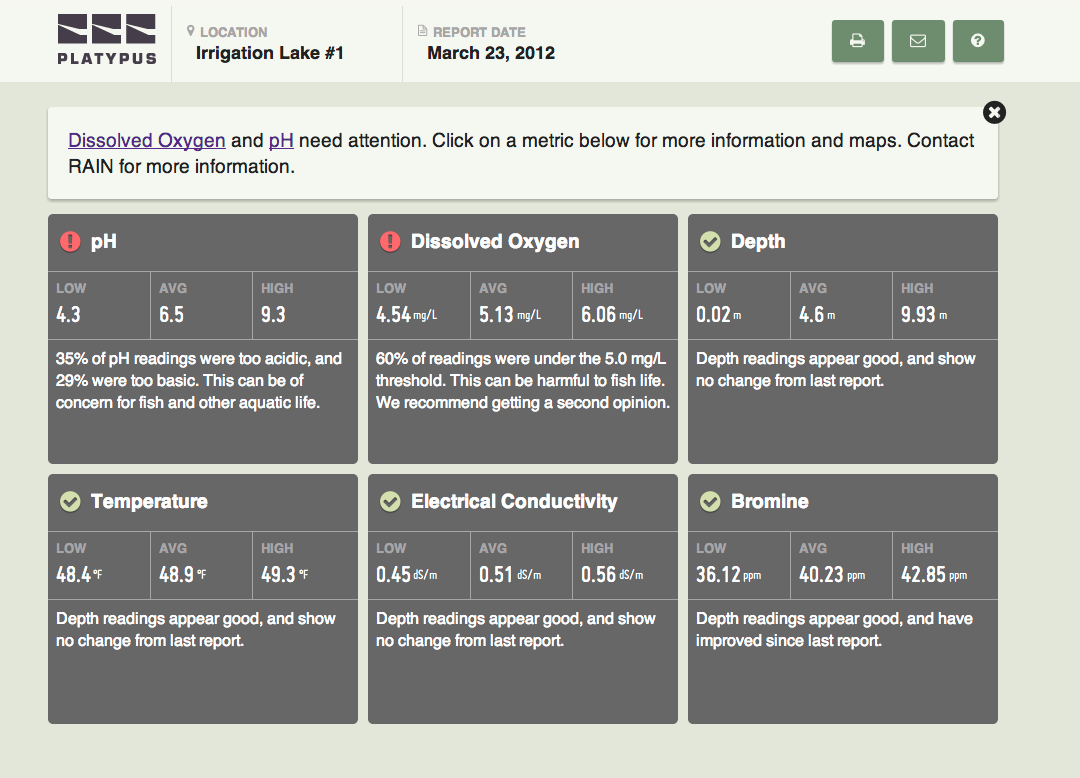 PLATYPUS
LOCATION
Irrigation Lake #1
REPORT DATE
March 23, 2012
Dissolved Oxygen and pH need attention. Click on a metric below for more information and maps. Contact
RAIN for more information.
pH
LOW AVG HIGH
4.3 6.5 9.3
35% of pH readings were too acidic, and
29% were too basic. This can be of
concern for fish and other aquatic life.
Dissolved Oxygen
LOW AVG HIGH
4.54 mg/L 5.13 mg/L 6.06 mg/L
60% of readings were under the 5.0 mg/L
threshold. This can be harmful to fish life.
We recommend getting a second opinion.
Depth
LOW AVG HIGH
0.02 m 4.6 m 9.93 m
Depth readings appear good, and show
no change from last report.
Temperature
LOW AVG HIGH
48.4 °F 48.9 °F 49.3 °F
Depth readings appear good, and show
no change from last report.
Electrical Conductivity
LOW AVG HIGH
0.45 dS/m 0.51 dS/m 0.56 dS/m
Depth readings appear good, and show
no change from last report.
Bromine
LOW AVG HIGH
36.12 ppm 40.23 ppm 42.85 ppm
Depth readings appear good, and have
improved since last report.